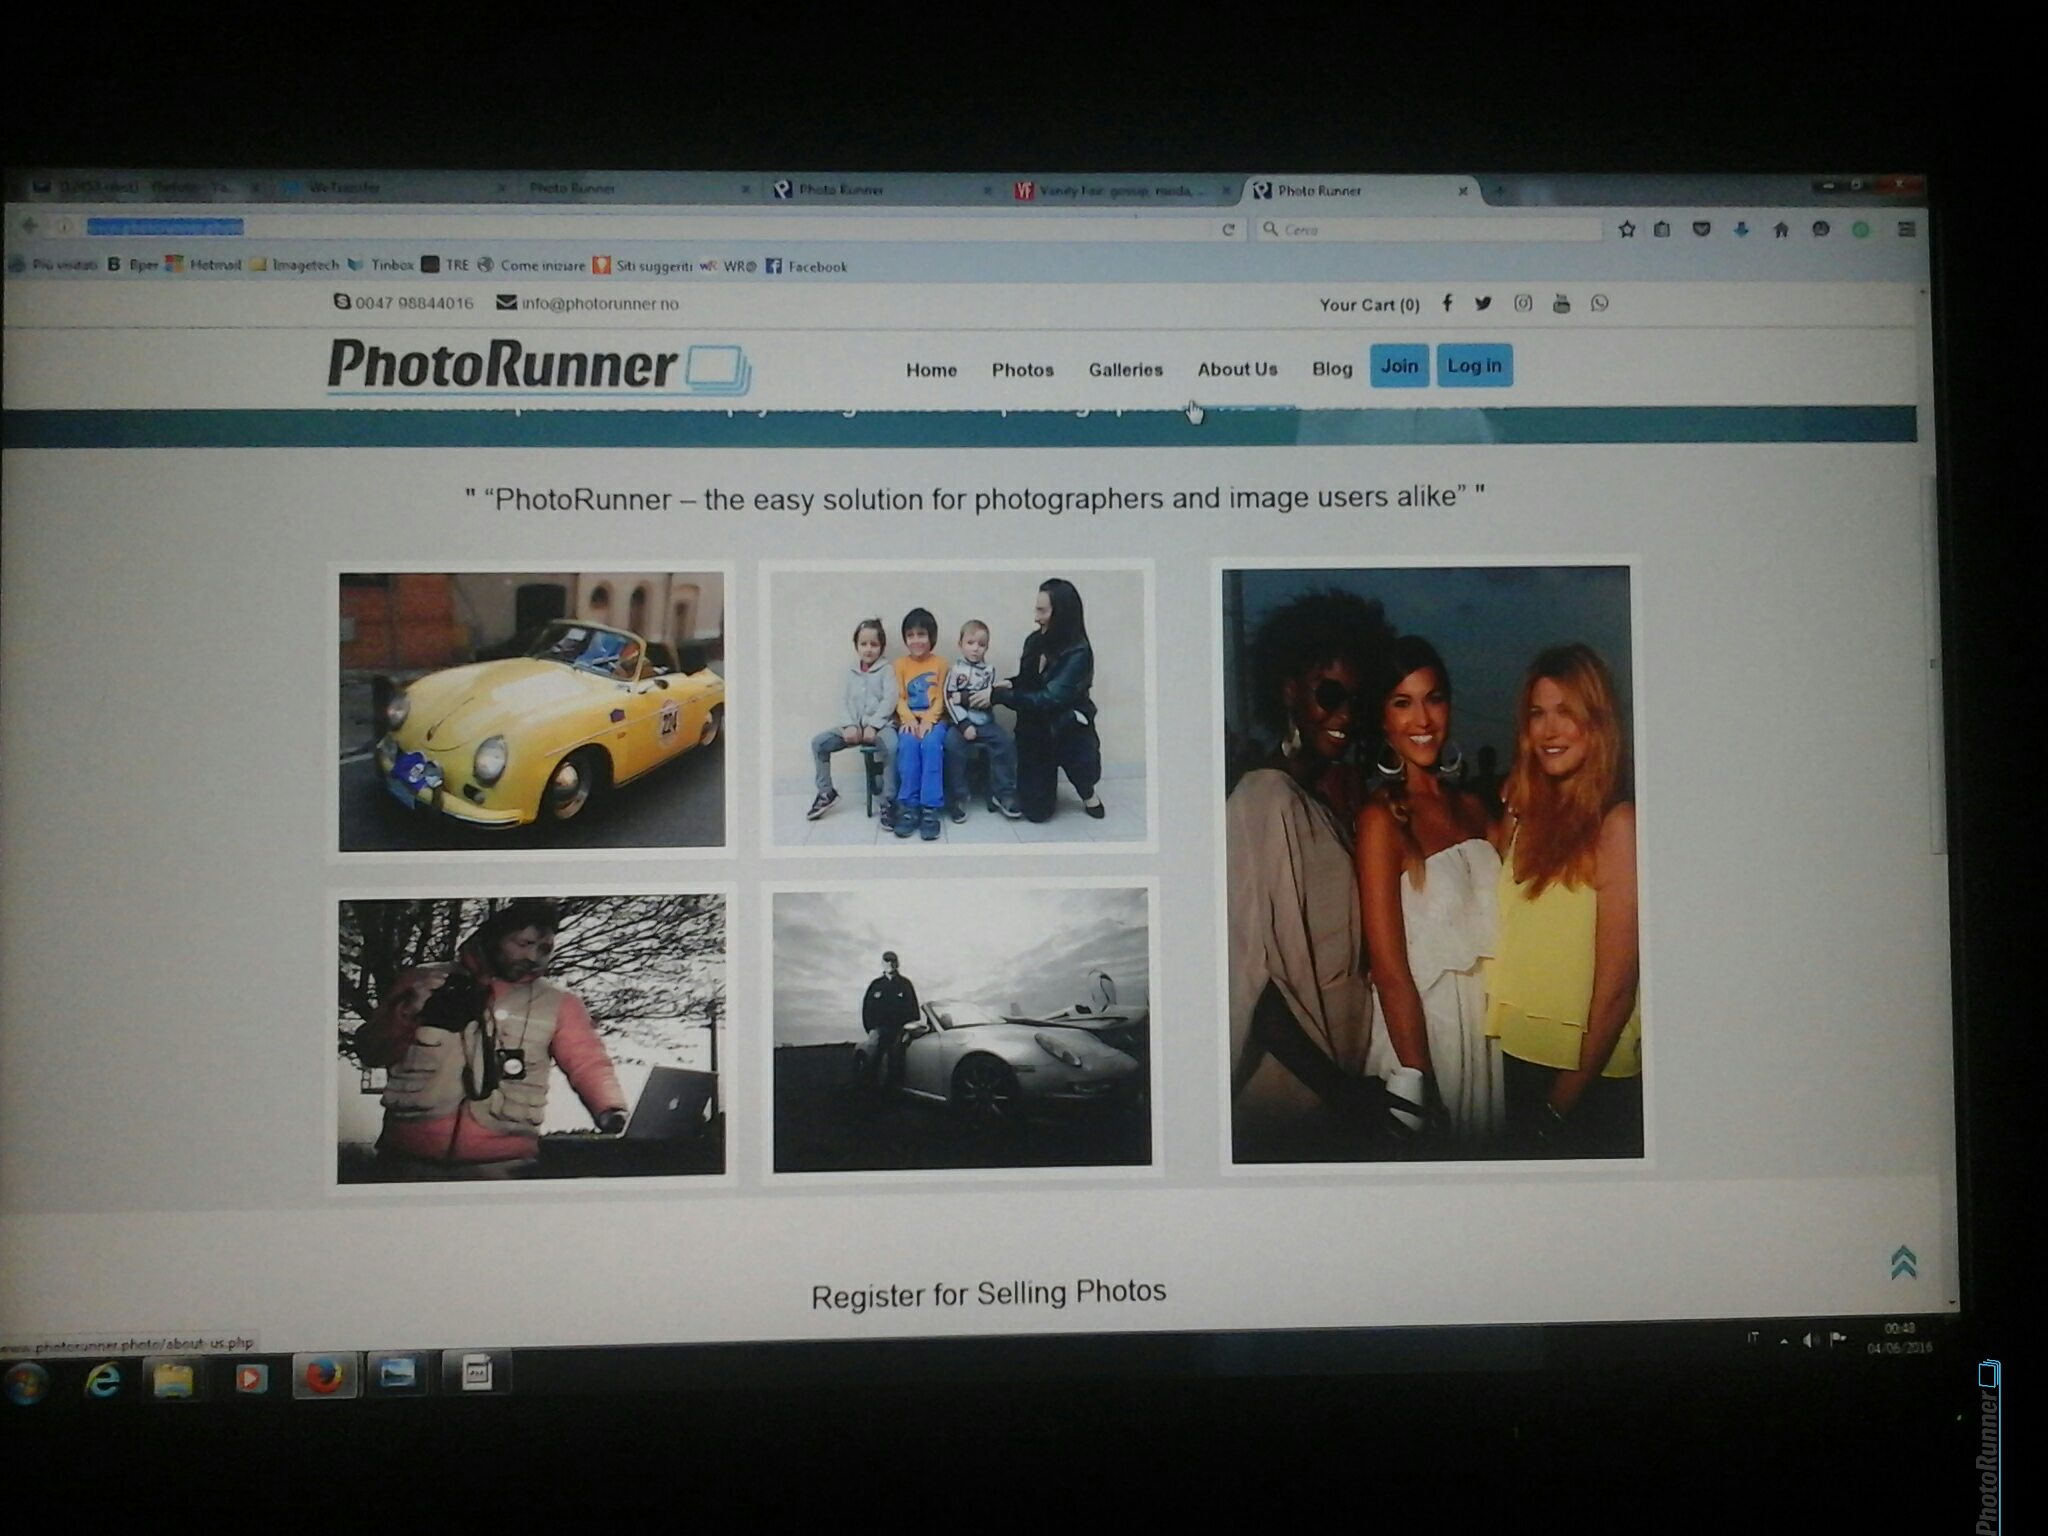 WeTransfer
Photo Runner
Photo Runner
VF Vanity Fair: gossip, moda, ...
Photo Runner
Cerca
Più visitati
B Bper
Hotmail
Imagetech
Tinbox
TRE
Come iniziare
Siti suggeriti
WR WR@
Facebook
0047 98844016
info@photorunner.no
Your Cart (0)
PhotoRunner
Home
Photos
Galleries
About Us
Blog
Join
Log in
" “PhotoRunner – the easy solution for photographers and image users alike” "
224
Register for Selling Photos
www.photorunner.photo/about-us.php
IT
00:43
04/06/2016
PhotoRunner